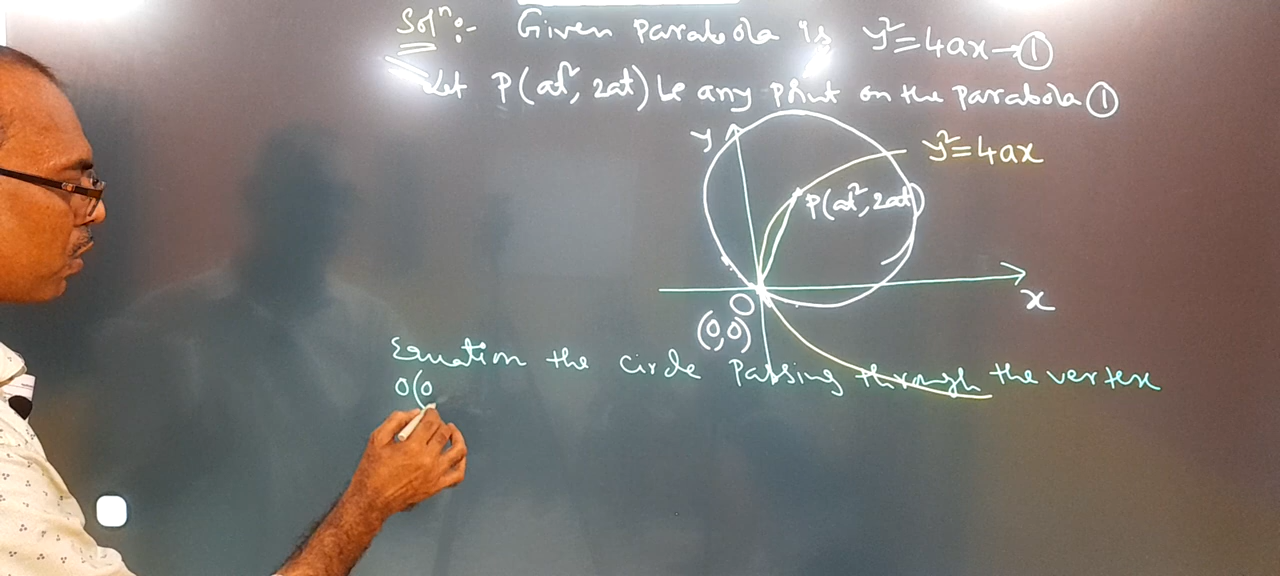 Solⁿ:- Given parabola is y²=4ax→①
Let P(at², 2at) be any point on the parabola ①
y
y²=4ax
P(at², 2at)
x
O
(0,0)
Equation the circle passing through the vertex
O(0